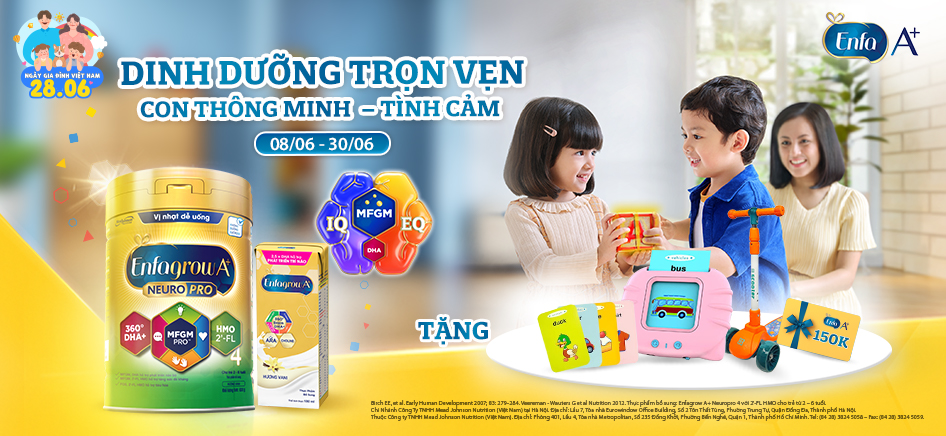 NGÀY GIA ĐÌNH VIỆT NAM
28.06
Enfa A+
DINH DƯỠNG TRỌN VẸN
CON THÔNG MINH – TÌNH CẢM
08/06 - 30/06
IQ
MFGM
EQ
DHA
Vị nhạt dễ uống
Enfagrow A+
NEURO PRO
360°
DHA+
MFGM
PRO
HMO
2'-FL
4
PHÁT TRIỂN TRÍ NÃO
Enfagrow A+
ARA
CHOLINE
HƯƠNG VANI
TẶNG
bus
duck
Enfa A+
150K
Birch EE, et al. Early Human Development 2007; 83: 279-284. Veereman - Wauters G et al Nutrition 2012. Thực phẩm bổ sung: Enfagrow A+ Neuropro 4 với 2'-FL HMO cho trẻ từ 2 – 6 tuổi.
Chi Nhánh Công Ty TNHH Mead Johnson Nutrition (Việt Nam) tại Hà Nội. Địa chỉ: Lầu 7, Tòa nhà Eurowindow Office Building, Số 2 Tôn Thất Tùng, Phường Trung Tự, Quận Đống Đa, Thành phố Hà Nội.
Thuộc Công ty TNHH Mead Johnson Nutrition (Việt Nam). Địa chỉ: Phòng 401, Lầu 4, Tòa nhà Metropolitan, Số 235 Đồng Khởi, Phường Bến Nghé, Quận 1, Thành phố Hồ Chí Minh. Tel: (84 28) 3824 5058 – Fax: (84 28) 3824 5059.